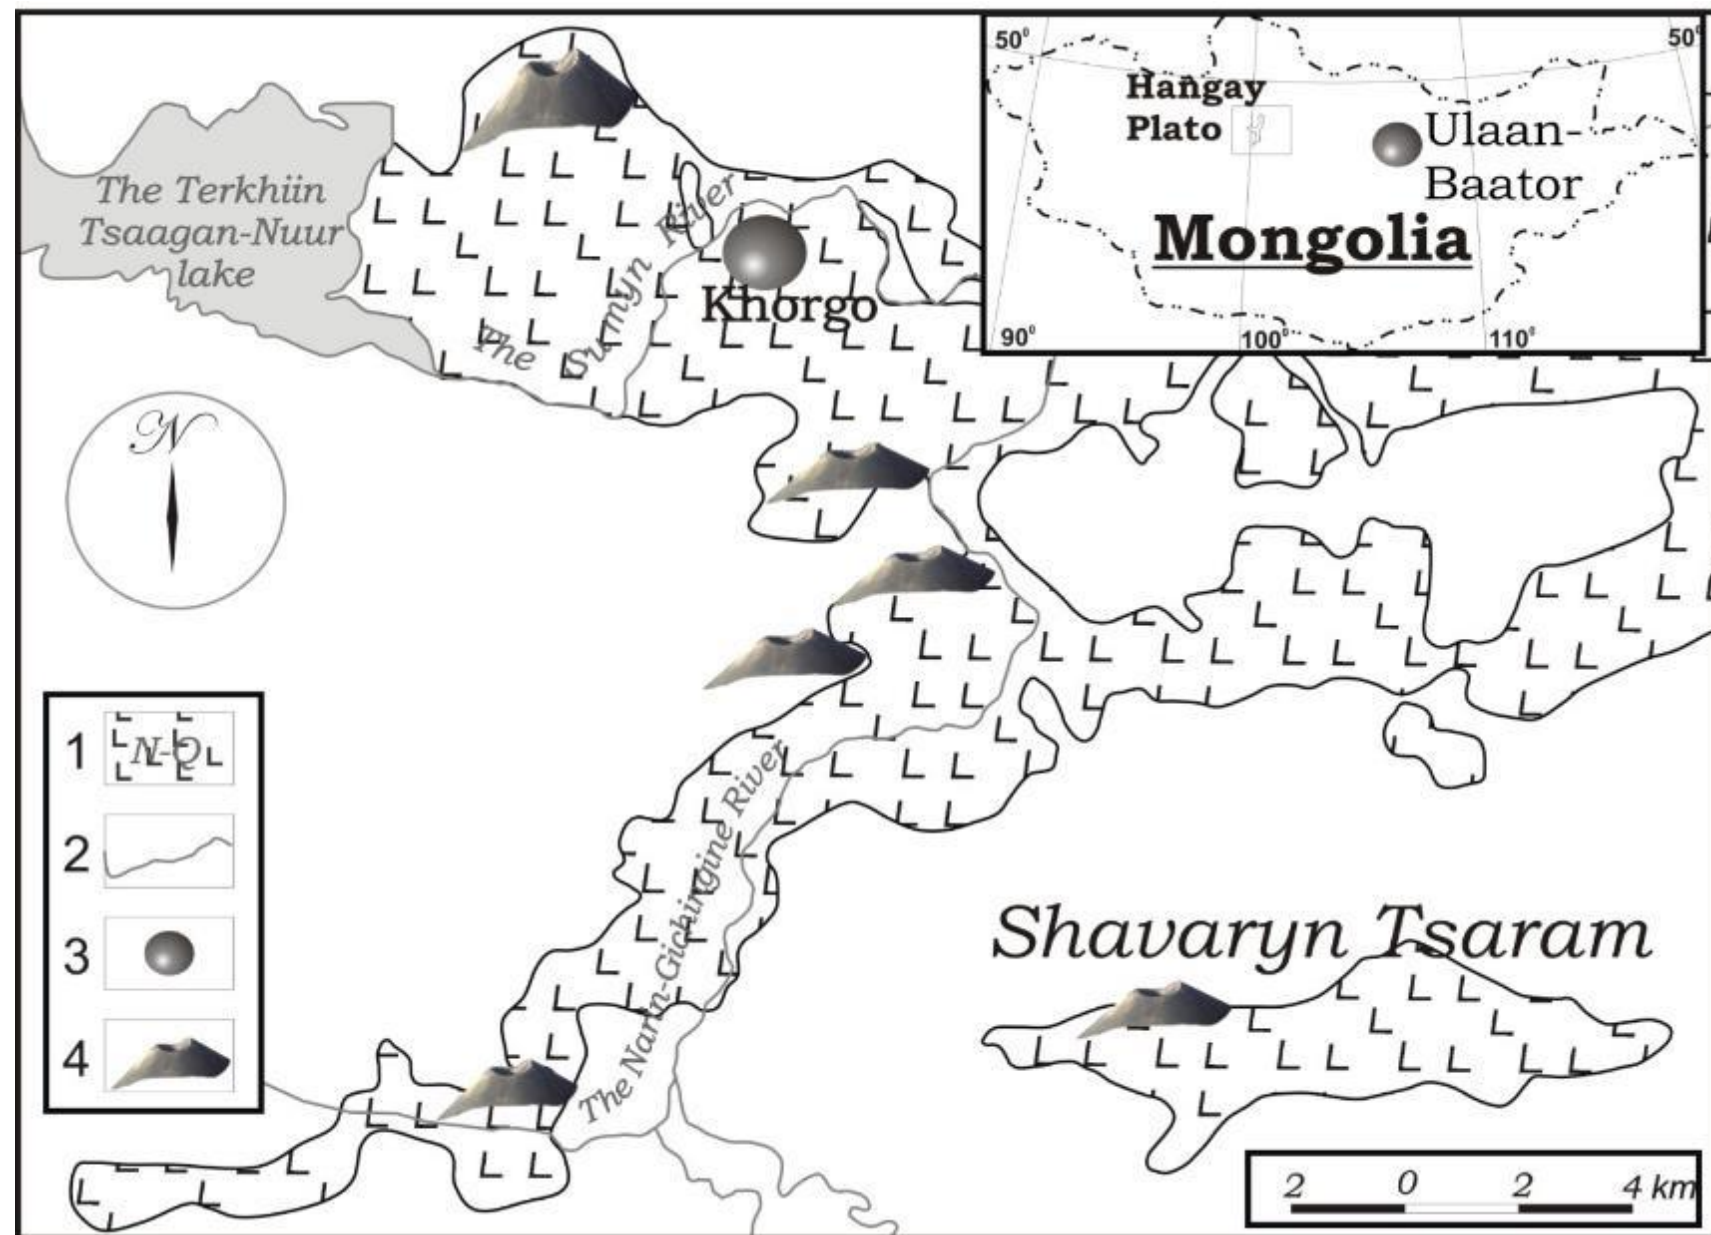 50°
50°
Hangay
Plato
Ulaan-
Baator
Mongolia
90°
100°
110°
The Terkhiin
Tsaagan-Nuur
lake
The Sumyn River
Khorgo
N
1
N-Q
2
3
4
The Narin-Gichingine River
Shavaryn Tsaram
2 0 2 4 km